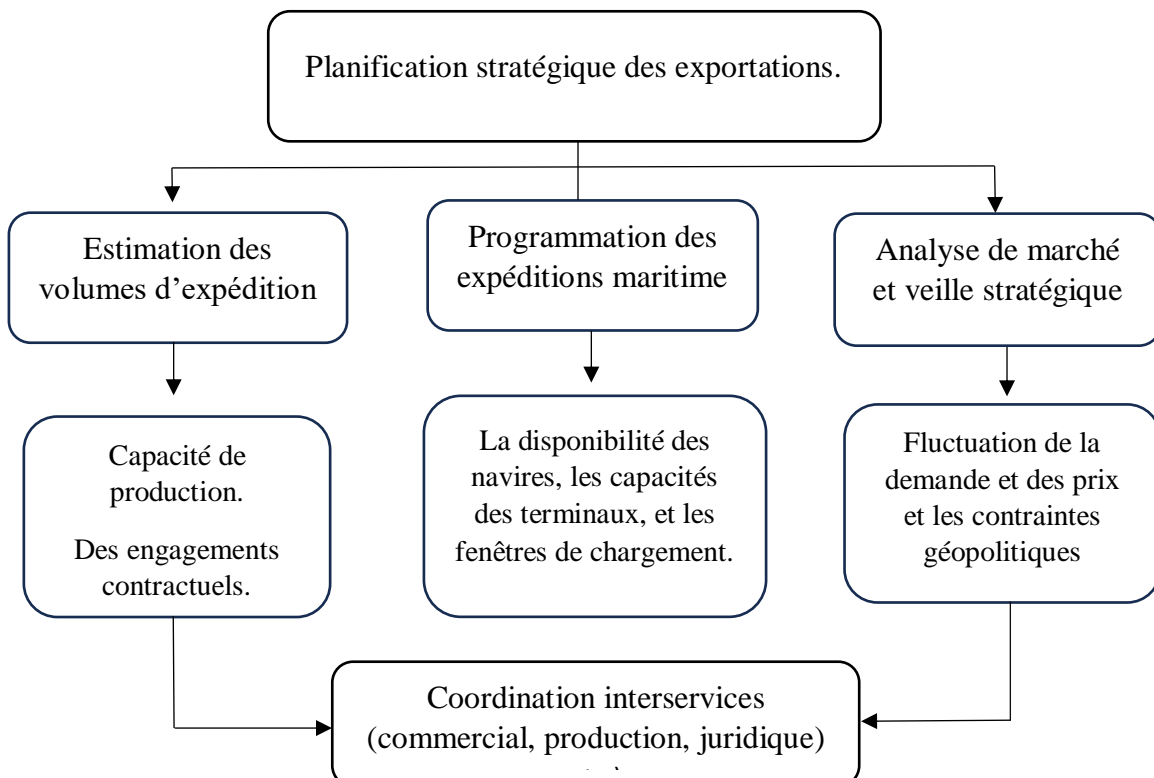 Planification stratégique des exportations.
Estimation des
volumes d’expédition
Programmation des
expéditions maritime
Analyse de marché
et veille stratégique
Capacité de
production.
Des engagements
contractuels.
La disponibilité des
navires, les capacités
des terminaux, et les
fenêtres de chargement.
Fluctuation de la
demande et des prix
et les contraintes
géopolitiques
Coordination interservices
(commercial, production, juridique)